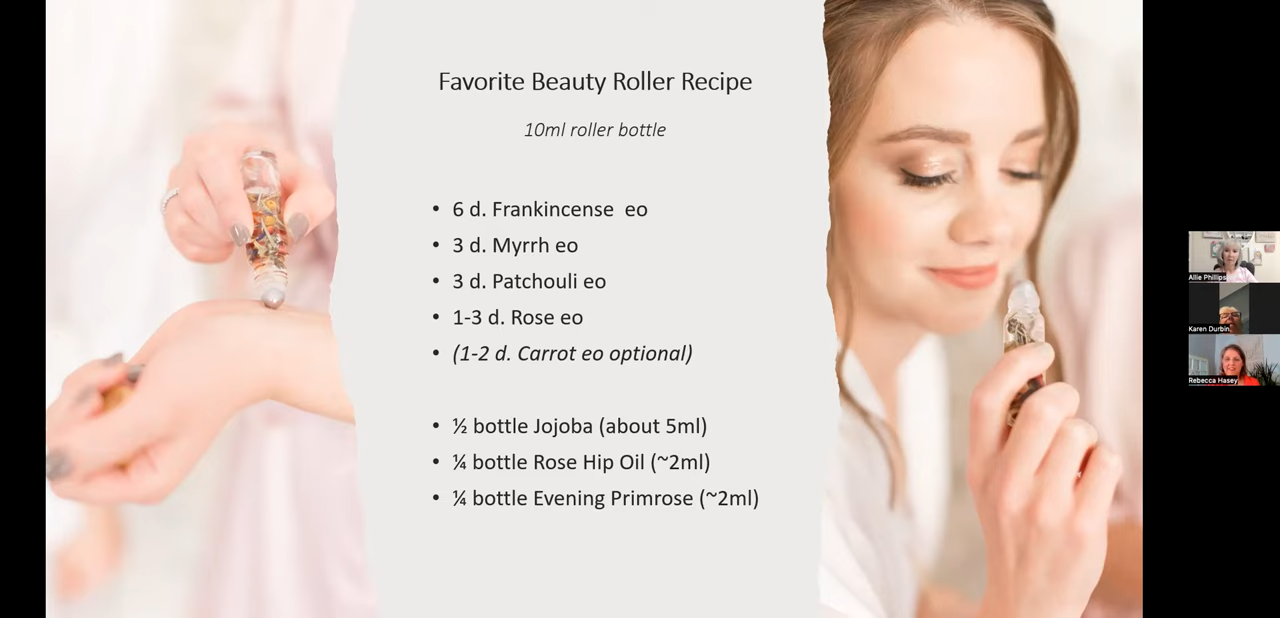 Favorite Beauty Roller Recipe
10ml roller bottle
• 6 d. Frankincense  eo
• 3 d. Myrrh eo
• 3 d. Patchouli eo
• 1-3 d. Rose eo
• (1-2 d. Carrot eo optional)
• ½ bottle Jojoba (about 5ml)
• ¼ bottle Rose Hip Oil (~2ml)
• ¼ bottle Evening Primrose (~2ml)
Allie Phillips
Karen Durbin
Rebecca Hasey